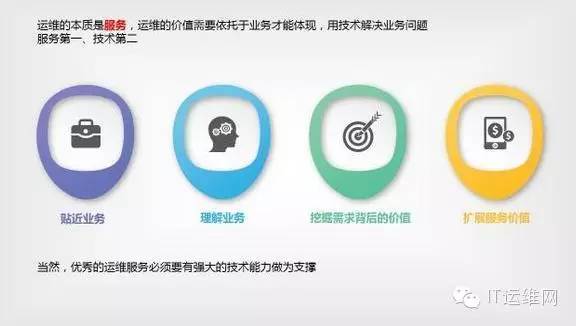 运维的本质是服务，运维的价值需要依托于业务才能体现，用技术解决业务问题
服务第一、技术第二
贴近业务
理解业务
挖掘需求背后的价值
扩展服务价值
当然，优秀的运维服务必须要有强大的技术能力做为支撑
IT运维网